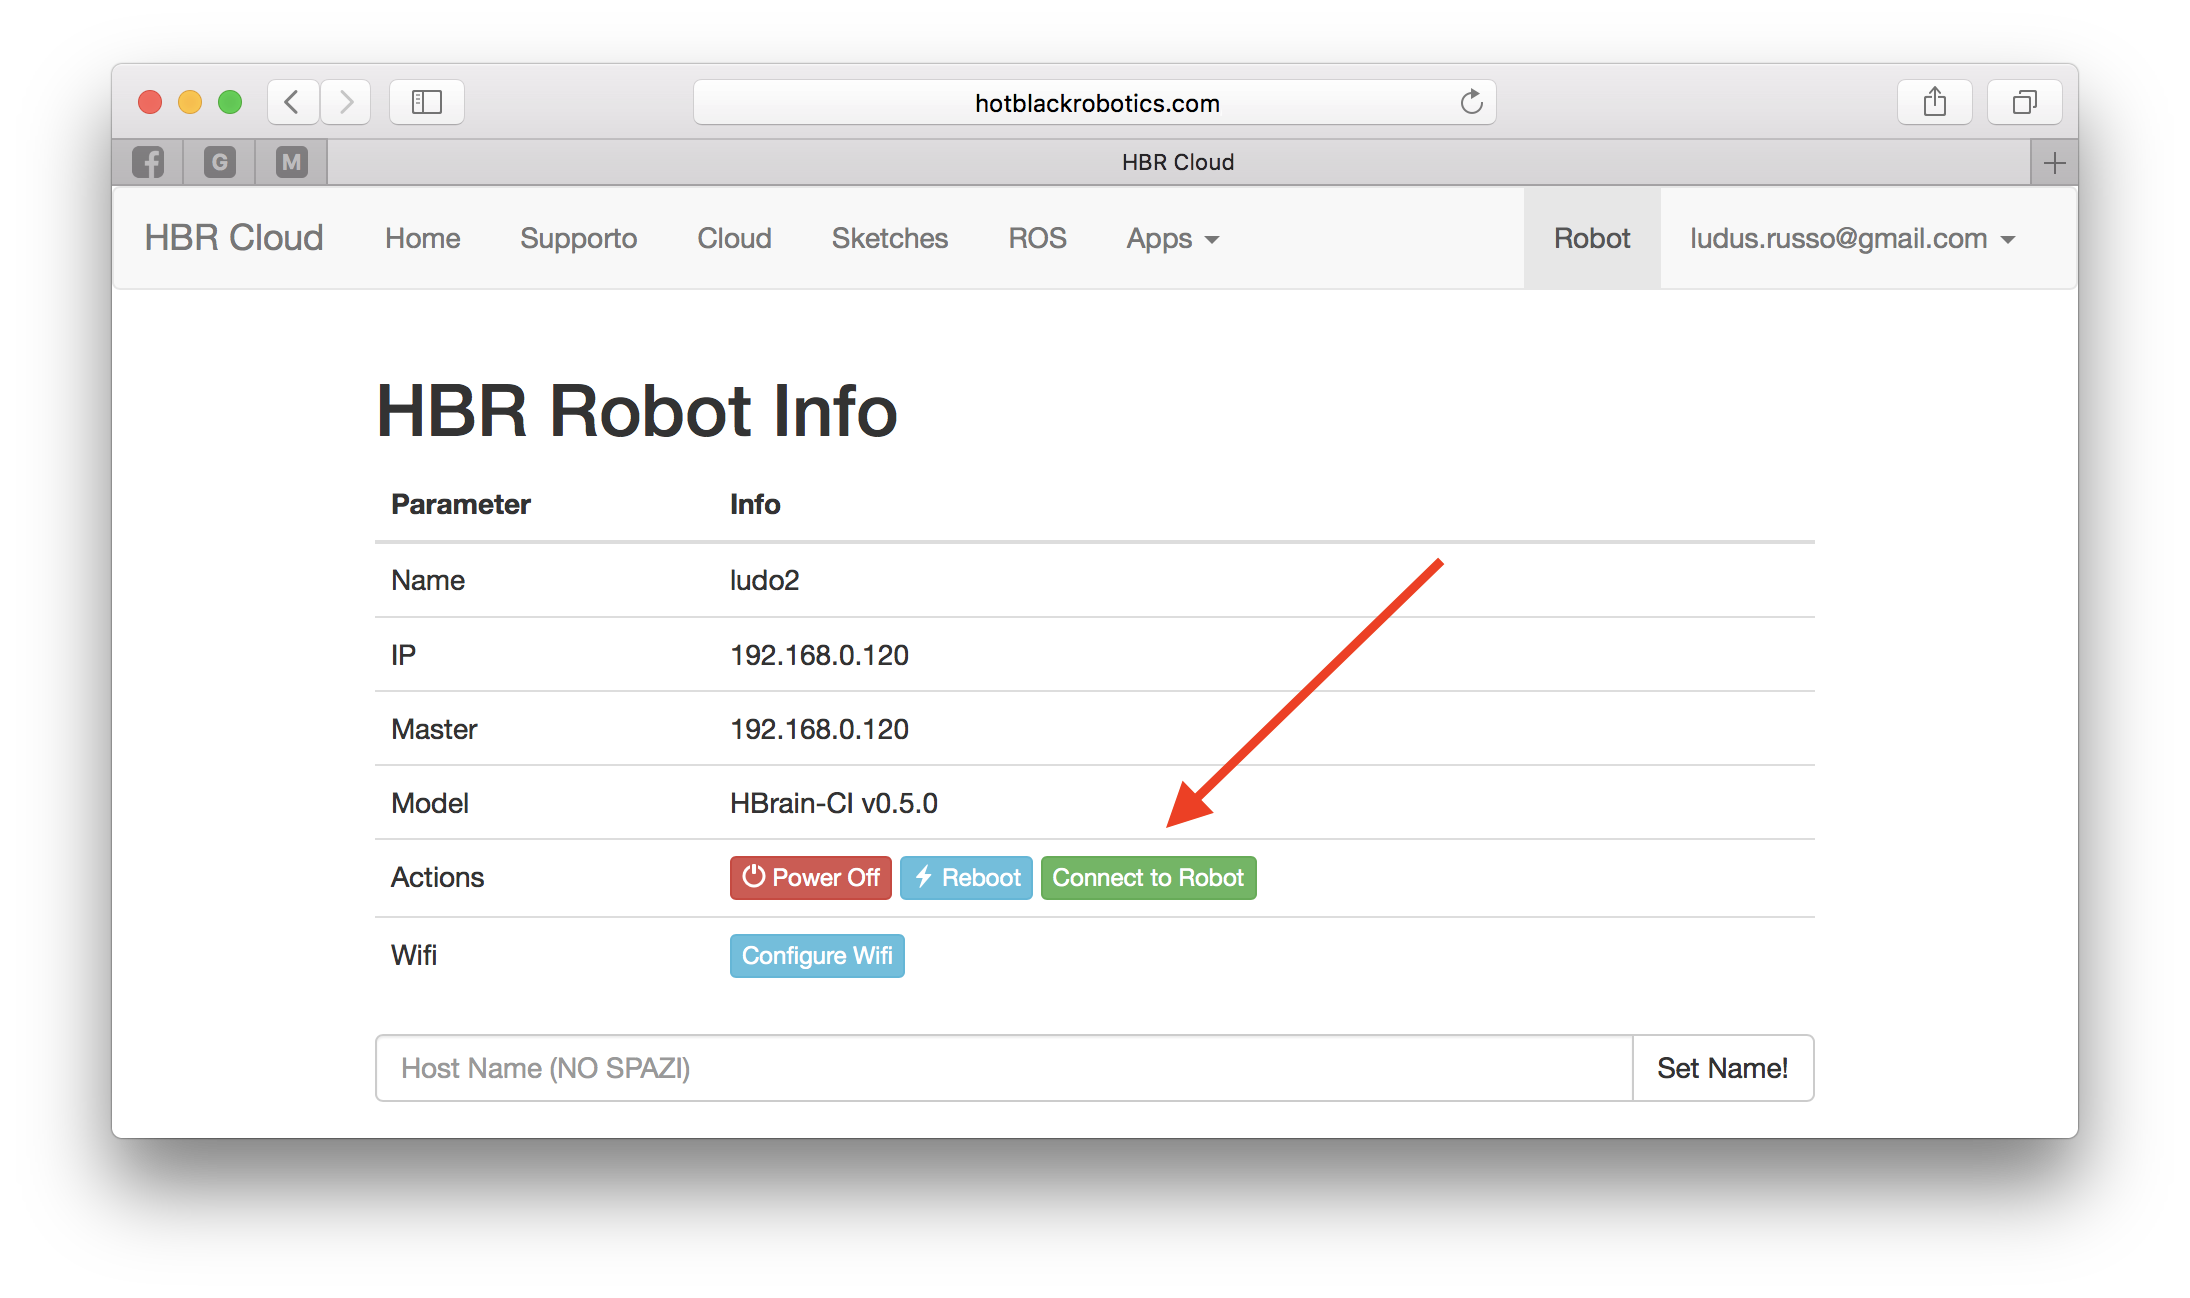 hotblackrobotics.com
G
M
HBR Cloud
HBR Cloud Home Supporto Cloud Sketches ROS Apps Robot ludus.russo@gmail.com
HBR Robot Info
Parameter Info
Name ludo2
IP 192.168.0.120
Master 192.168.0.120
Model HBrain-CI v0.5.0
Actions Power Off Reboot Connect to Robot
Wifi Configure Wifi
Host Name (NO SPAZI) Set Name!